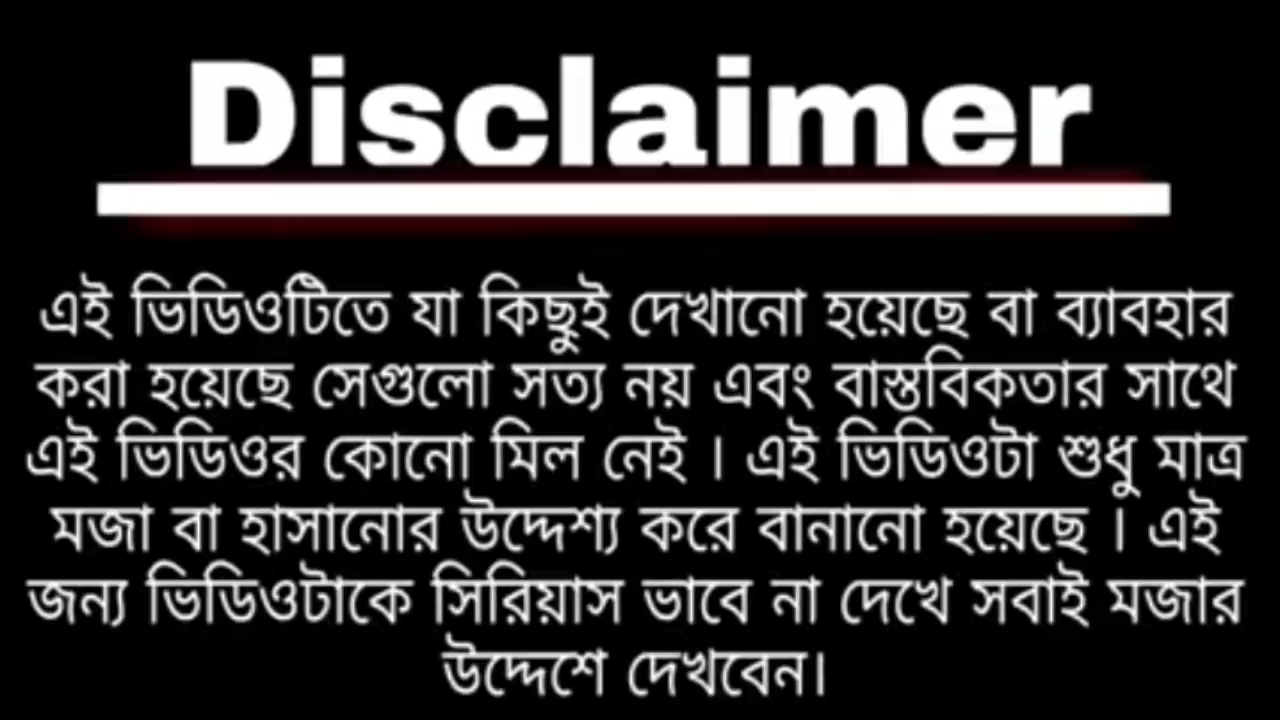 Disclaimer
এই ভিডিওটিতে যা কিছুই দেখানো হয়েছে বা ব্যাবহার
করা হয়েছে সেগুলো সত্য নয় এবং বাস্তবিকতার সাথে
এই ভিডিওর কোনো মিল নেই । এই ভিডিওটা শুধু মাত্র
মজা বা হাসানোর উদ্দেশ্য করে বানানো হয়েছে । এই
জন্য ভিডিওটাকে সিরিয়াস ভাবে না দেখে সবাই মজার
উদ্দেশে দেখবেন।